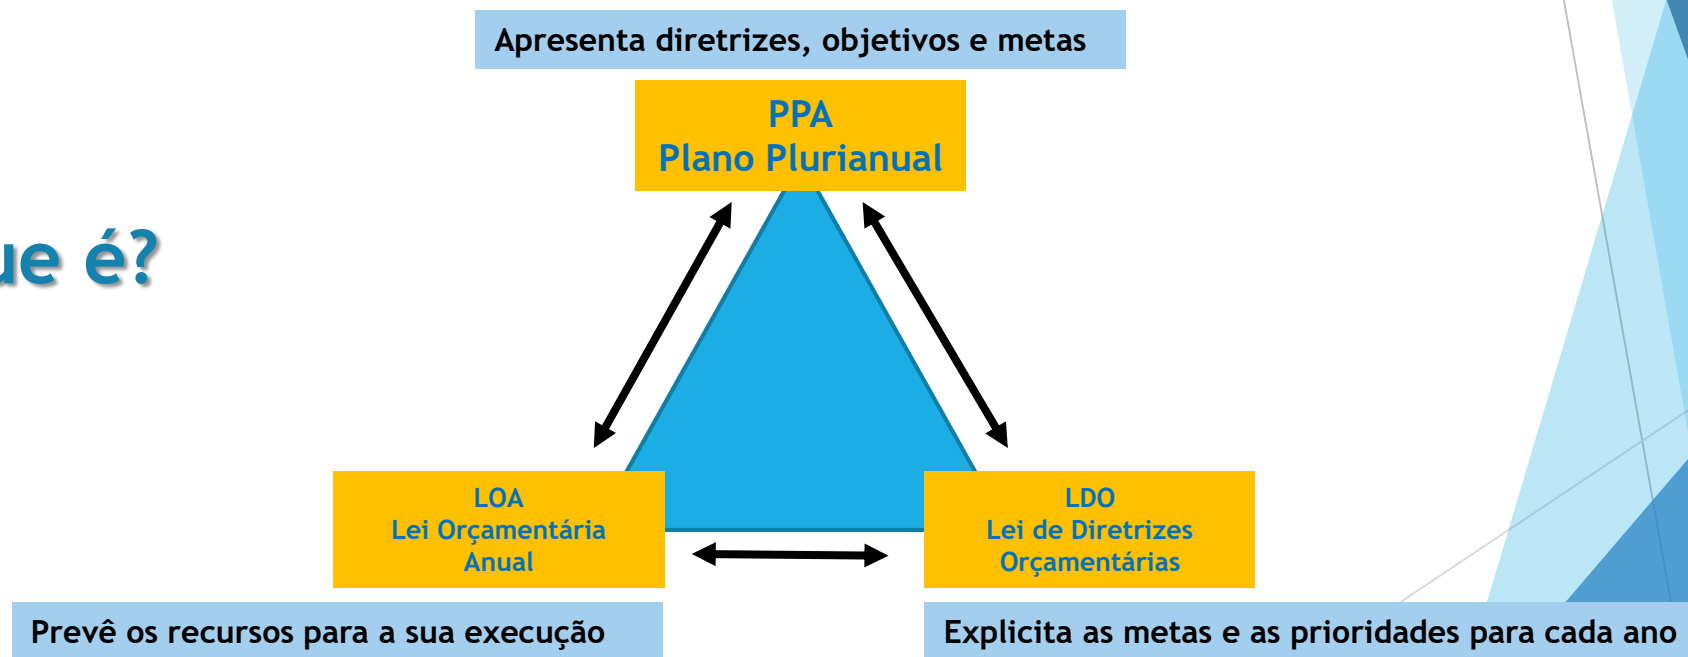 Apresenta diretrizes, objetivos e metas
PPA
Plano Plurianual
é?
LOA
Lei Orçamentária
Anual
LDO
Lei de Diretrizes
Orçamentárias
Prevê os recursos para a sua execução
Explicita as metas e as prioridades para cada ano